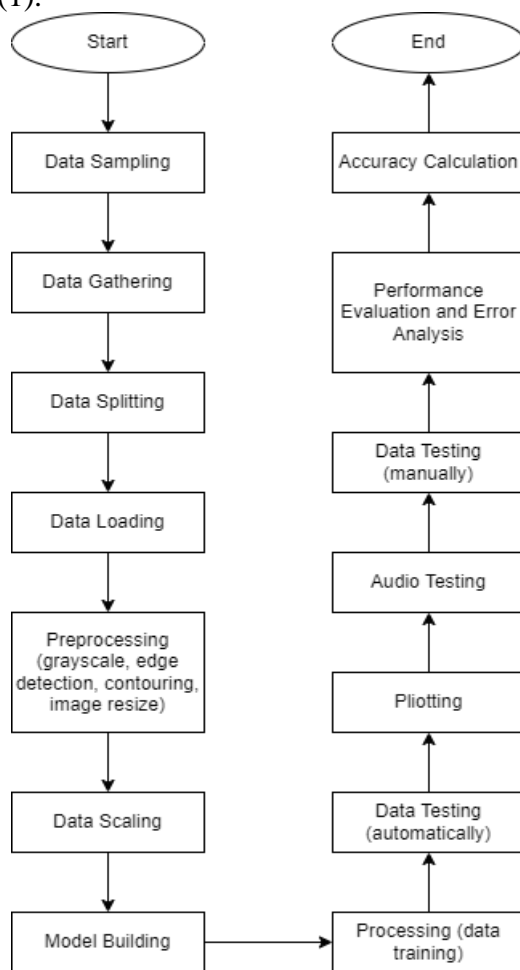 (1).
Start
Data Sampling
Data Gathering
Data Splitting
Data Loading
Preprocessing
(grayscale, edge
detection, contouring,
image resize)
Data Scaling
Model Building
Processing (data
training)
Data Testing
(automatically)
Pliotting
Audio Testing
Data Testing
(manually)
Performance
Evaluation and Error
Analysis
Accuracy Calculation
End